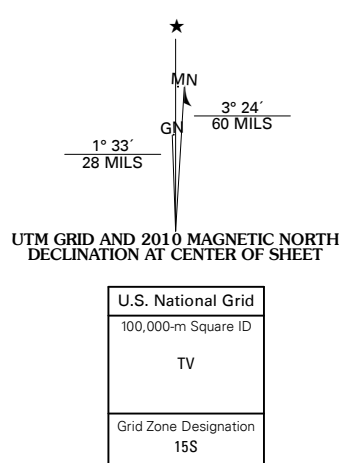 ★
MN
3° 24´
60 MILS
GN
1° 33´
28 MILS
UTM GRID AND 2010 MAGNETIC NORTH
DECLINATION AT CENTER OF SHEET
U.S. National Grid
100,000-m Square ID
TV
Grid Zone Designation
15S